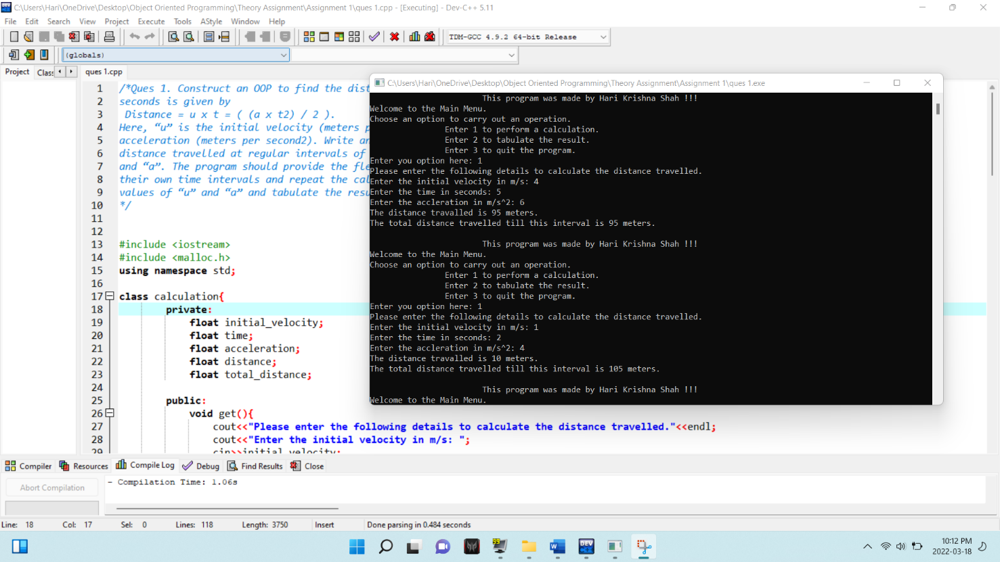 C:\Users\Hari\OneDrive\Desktop\Object Oriented Programming\Theory Assignment\Assignment 1\ques 1.cpp - [Executing] - Dev-C++ 5.11
File Edit Search View Project Execute Tools AStyle Window Help
TDM-GCC 4.9.2 64-bit Release
(globals)
Project Clas ques 1.cpp
1 /*Ques 1. Construct an OOP to find the dist
2 seconds is given by
3 Distance = u x t = ( (a x t2) / 2 ).
4 Here, “u” is the initial velocity (meters p
5 acceleration (meters per second2). Write an
6 distance travelled at regular intervals of
7 and “a”. The program should provide the fle
8 their own time intervals and repeat the cal
9 values of “u” and “a” and tabulate the resu
10 */
11
12
13 #include <iostream>
14 #include <malloc.h>
15 using namespace std;
16
17 class calculation{
18 private:
19 float initial_velocity;
20 float time;
21 float acceleration;
22 float distance;
23 float total_distance;
24
25 public:
26 void get(){
27 cout<<"Please enter the following details to calculate the distance travelled."<<endl;
28 cout<<"Enter the initial velocity in m/s: ";
29 cin>>initial_velocity;
C:\Users\Hari\OneDrive\Desktop\Object Oriented Programming\Theory Assignment\Assignment 1\ques 1.exe
This program was made by Hari Krishna Shah !!!
Welcome to the Main Menu.
Choose an option to carry out an operation.
Enter 1 to perform a calculation.
Enter 2 to tabulate the result.
Enter 3 to quit the program.
Enter you option here: 1
Please enter the following details to calculate the distance travelled.
Enter the initial velocity in m/s: 4
Enter the time in seconds: 5
Enter the accleration in m/s^2: 6
The distance travalled is 95 meters.
The total distance travelled till this interval is 95 meters.
This program was made by Hari Krishna Shah !!!
Welcome to the Main Menu.
Choose an option to carry out an operation.
Enter 1 to perform a calculation.
Enter 2 to tabulate the result.
Enter 3 to quit the program.
Enter you option here: 1
Please enter the following details to calculate the distance travelled.
Enter the initial velocity in m/s: 1
Enter the time in seconds: 2
Enter the accleration in m/s^2: 4
The distance travalled is 10 meters.
The total distance travelled till this interval is 105 meters.
This program was made by Hari Krishna Shah !!!
Welcome to the Main Menu.
Compiler Resources Compile Log Debug Find Results Close
Abort Compilation
- Compilation Time: 1.06s
Line: 18 Col: 17 Sel: 0 Lines: 118 Length: 3750 Insert Done parsing in 0.484 seconds
99
W
DEV
10:12 PM
2022-03-18